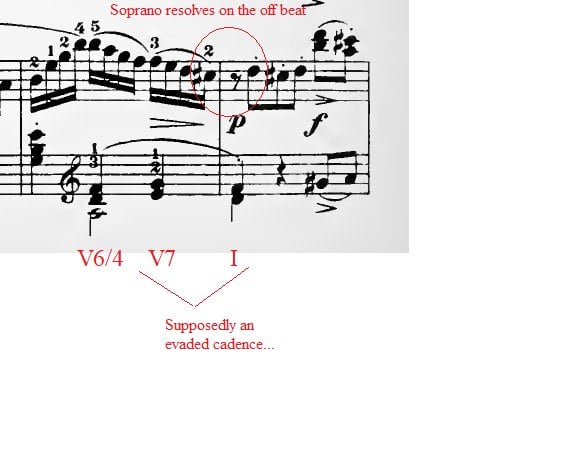 Soprano resolves on the off beat
4 5
2 1 2 3 2
p f
1 3 1 2
V6/4 V7 I
Supposedly an
evaded cadence...